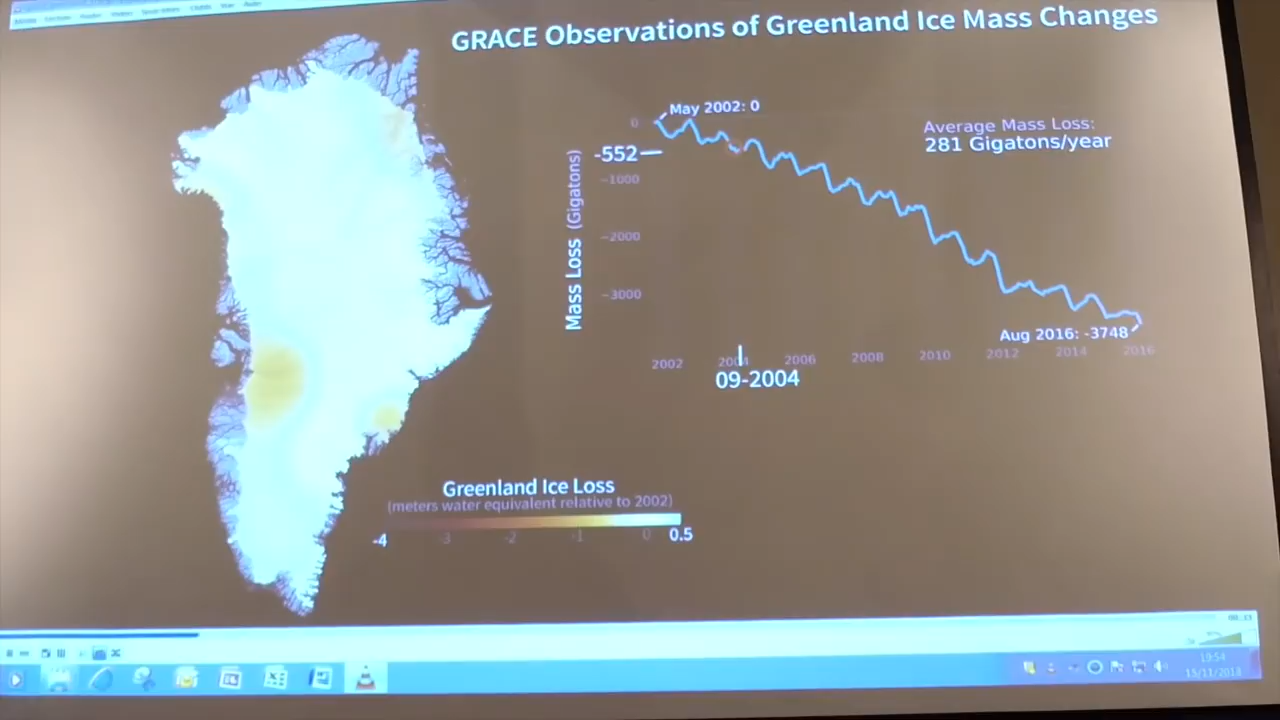 GRACE Observations of Greenland Ice Mass Changes
May 2002: 0
Average Mass Loss:
281 Gigatons/year
0
-552
-1000
-2000
-3000
Mass Loss (Gigatons)
Aug 2016: -3748
2002 2004 2006 2008 2010 2012 2014 2016
09-2004
Greenland Ice Loss
(meters water equivalent relative to 2002)
-4 -3 -2 -1 0 0.5
19:54